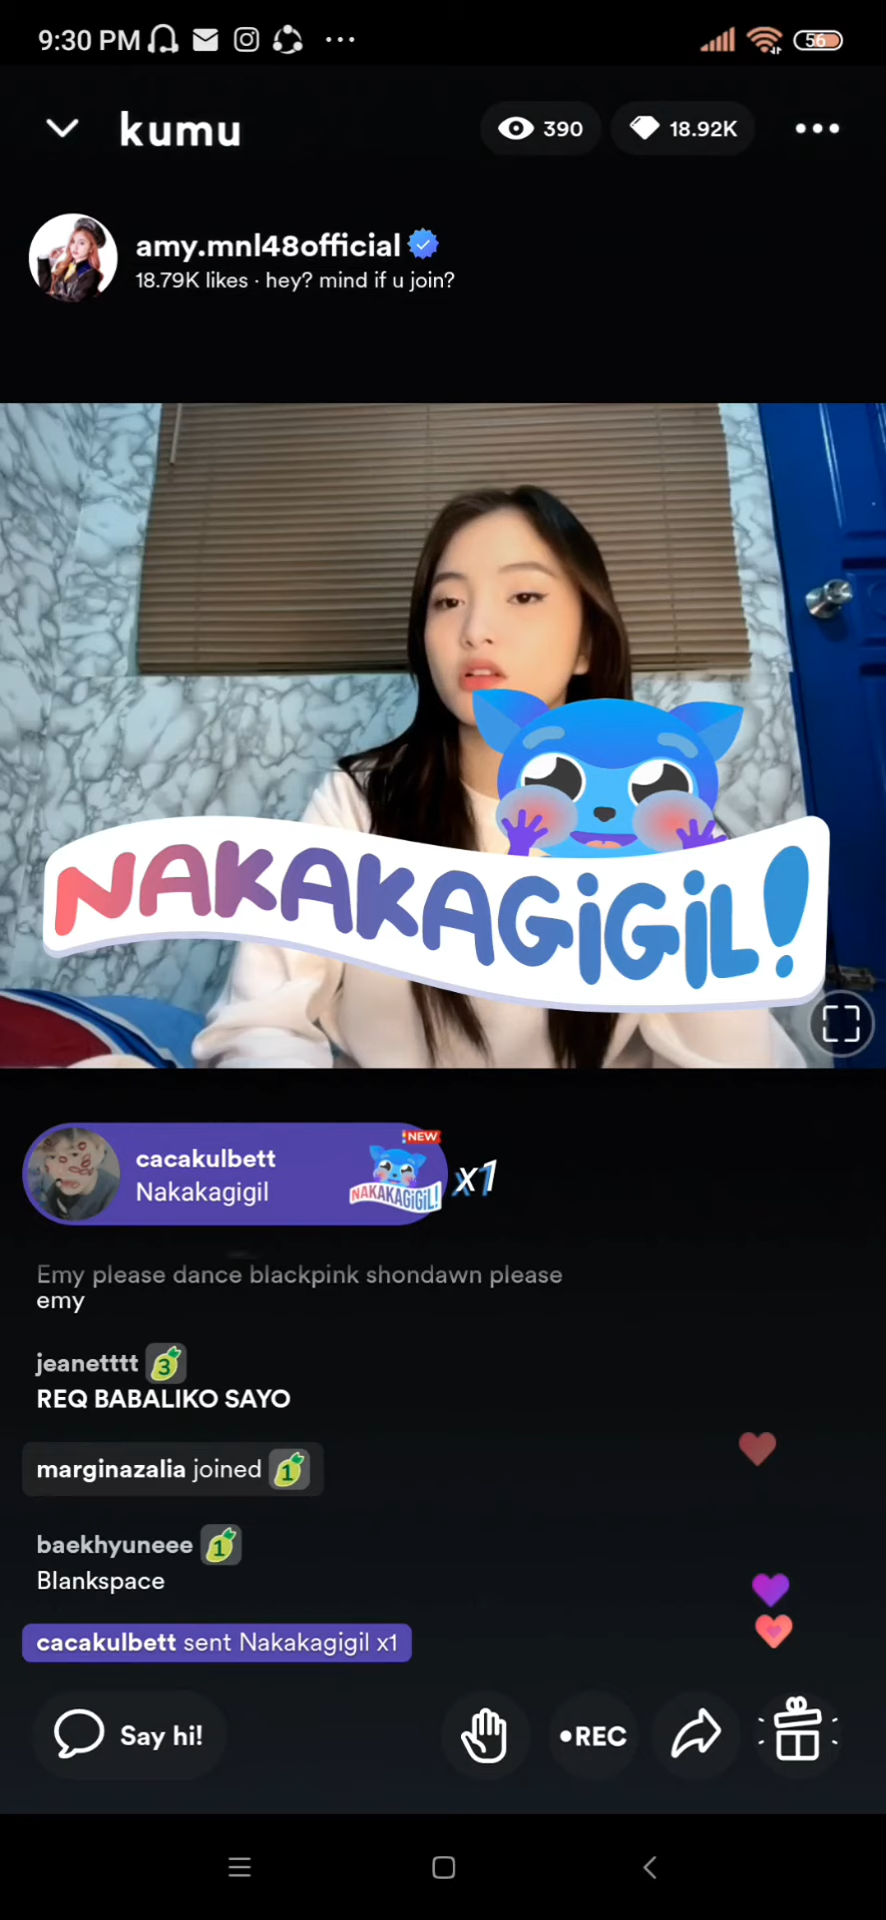 9:30 PM
56
kumu
390
18.92K
amy.mnl48official
18.79K likes · hey? mind if u join?
NAKAKAGIGIL!
cacakulbett
Nakakagigil
! NEW
NAKAKAGIGIL!
x1
Emy please dance blackpink shondawn please
emy
jeanetttt 3
REQ BABALIKO SAYO
marginazalia joined 1
baekhyuneee 1
Blankspace
cacakulbett sent Nakakagigil x1
Say hi!
•REC